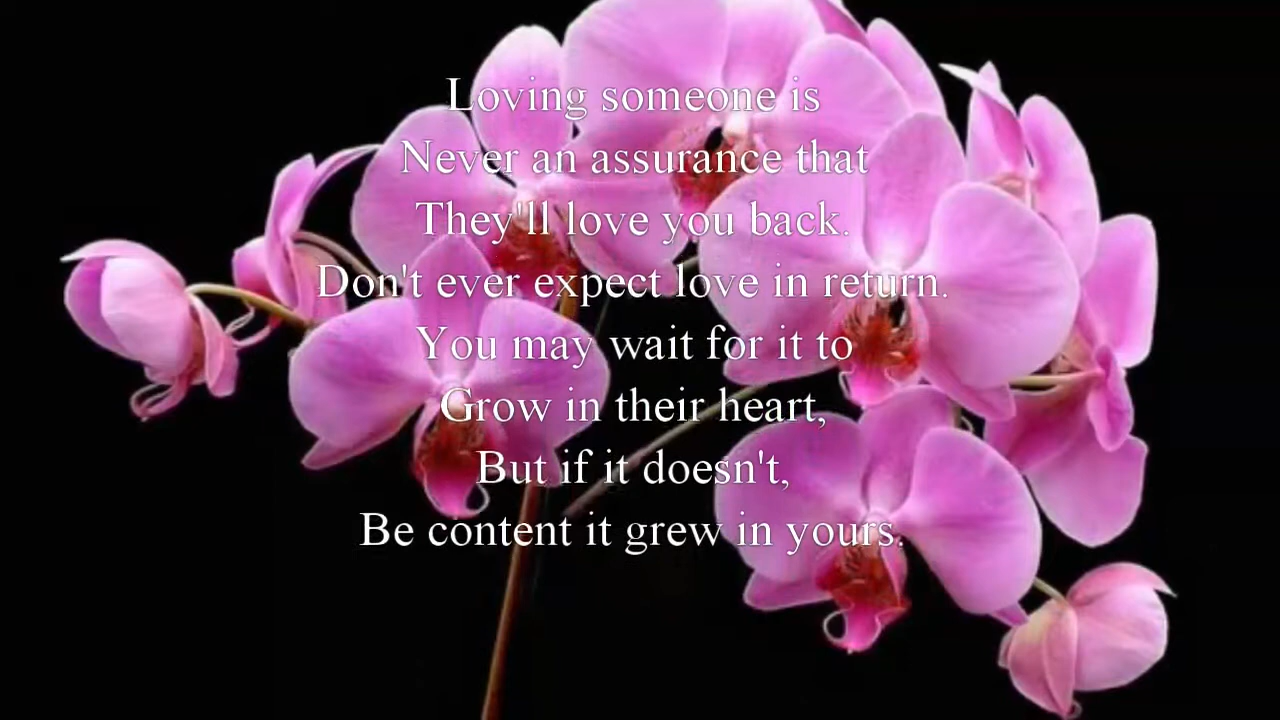 Loving someone is
Never an assurance that
They'll love you back.
Don't ever expect love in return.
You may wait for it to
Grow in their heart,
But if it doesn't,
Be content it grew in yours.